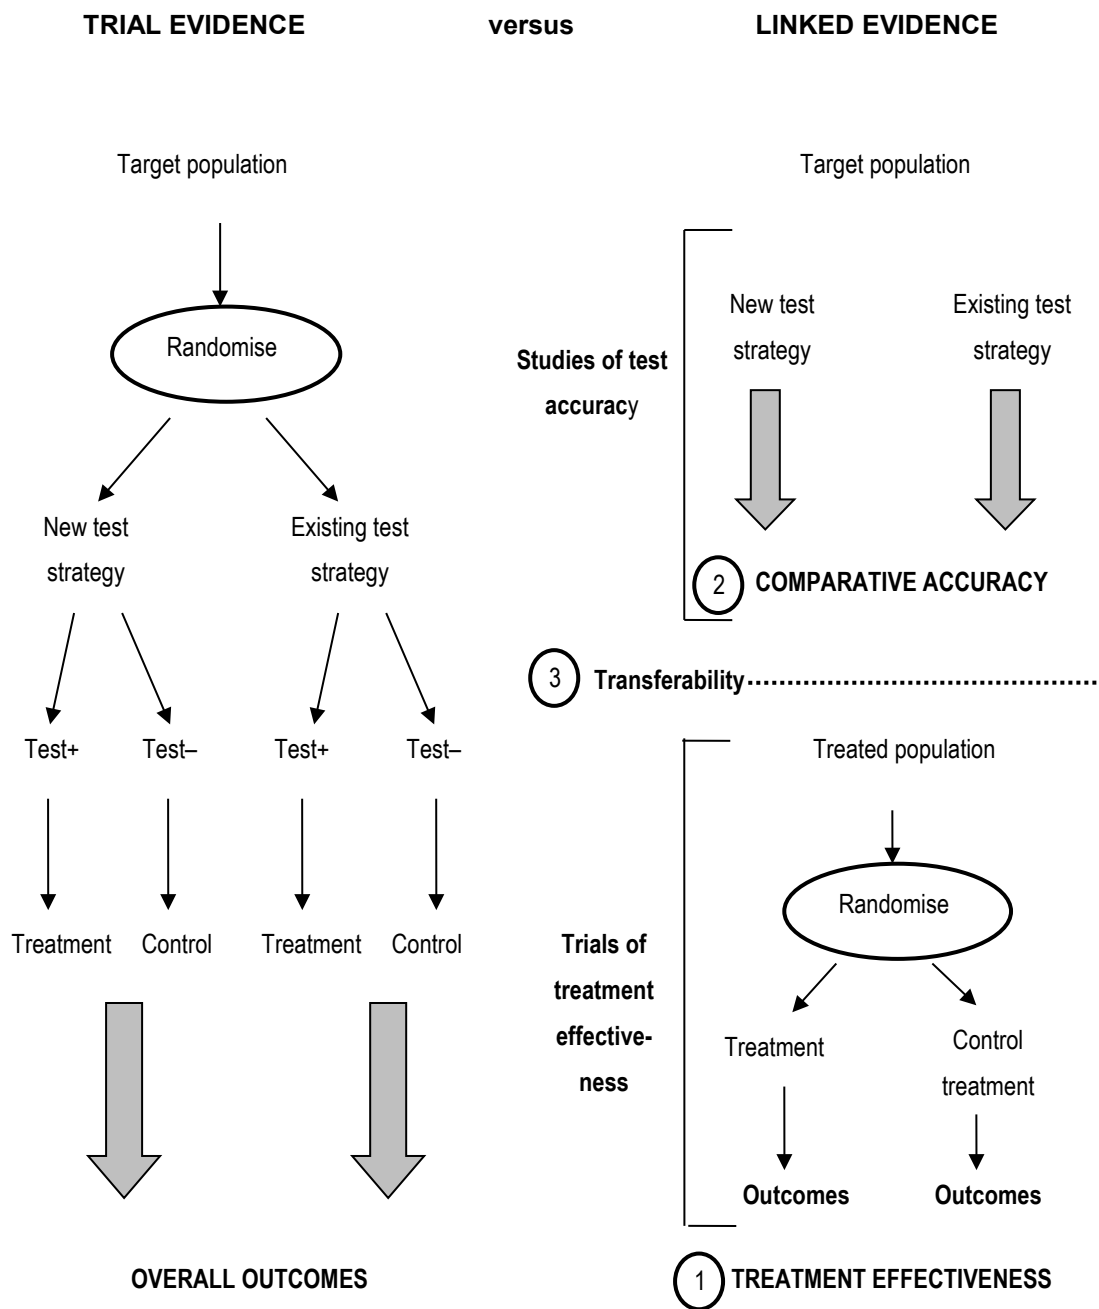 TRIAL EVIDENCE versus LINKED EVIDENCE
Target population
Randomise
New test
strategy
Existing test
strategy
Test+ Test– Test+ Test–
Treatment Control Treatment Control
OVERALL OUTCOMES
Target population
Studies of test
accuracy
New test
strategy
Existing test
strategy
2 COMPARATIVE ACCURACY
3 Transferability
Trials of
treatment
effective-
ness
Treated population
Randomise
Treatment
Control
treatment
Outcomes Outcomes
1 TREATMENT EFFECTIVENESS